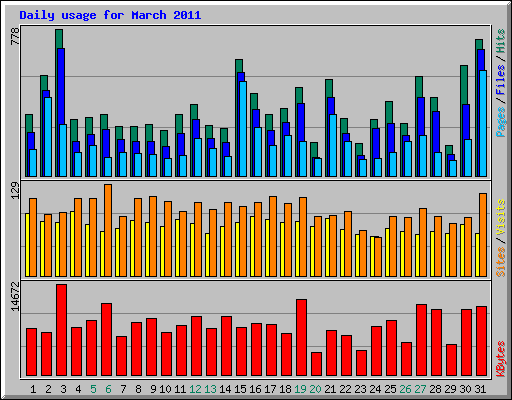 Daily usage for March 2011
778
Pages / Files / Hits
129
Sites / Visits
14672
KBytes
1 2 3 4 5 6 7 8 9 10 11 12 13 14 15 16 17 18 19 20 21 22 23 24 25 26 27 28 29 30 31